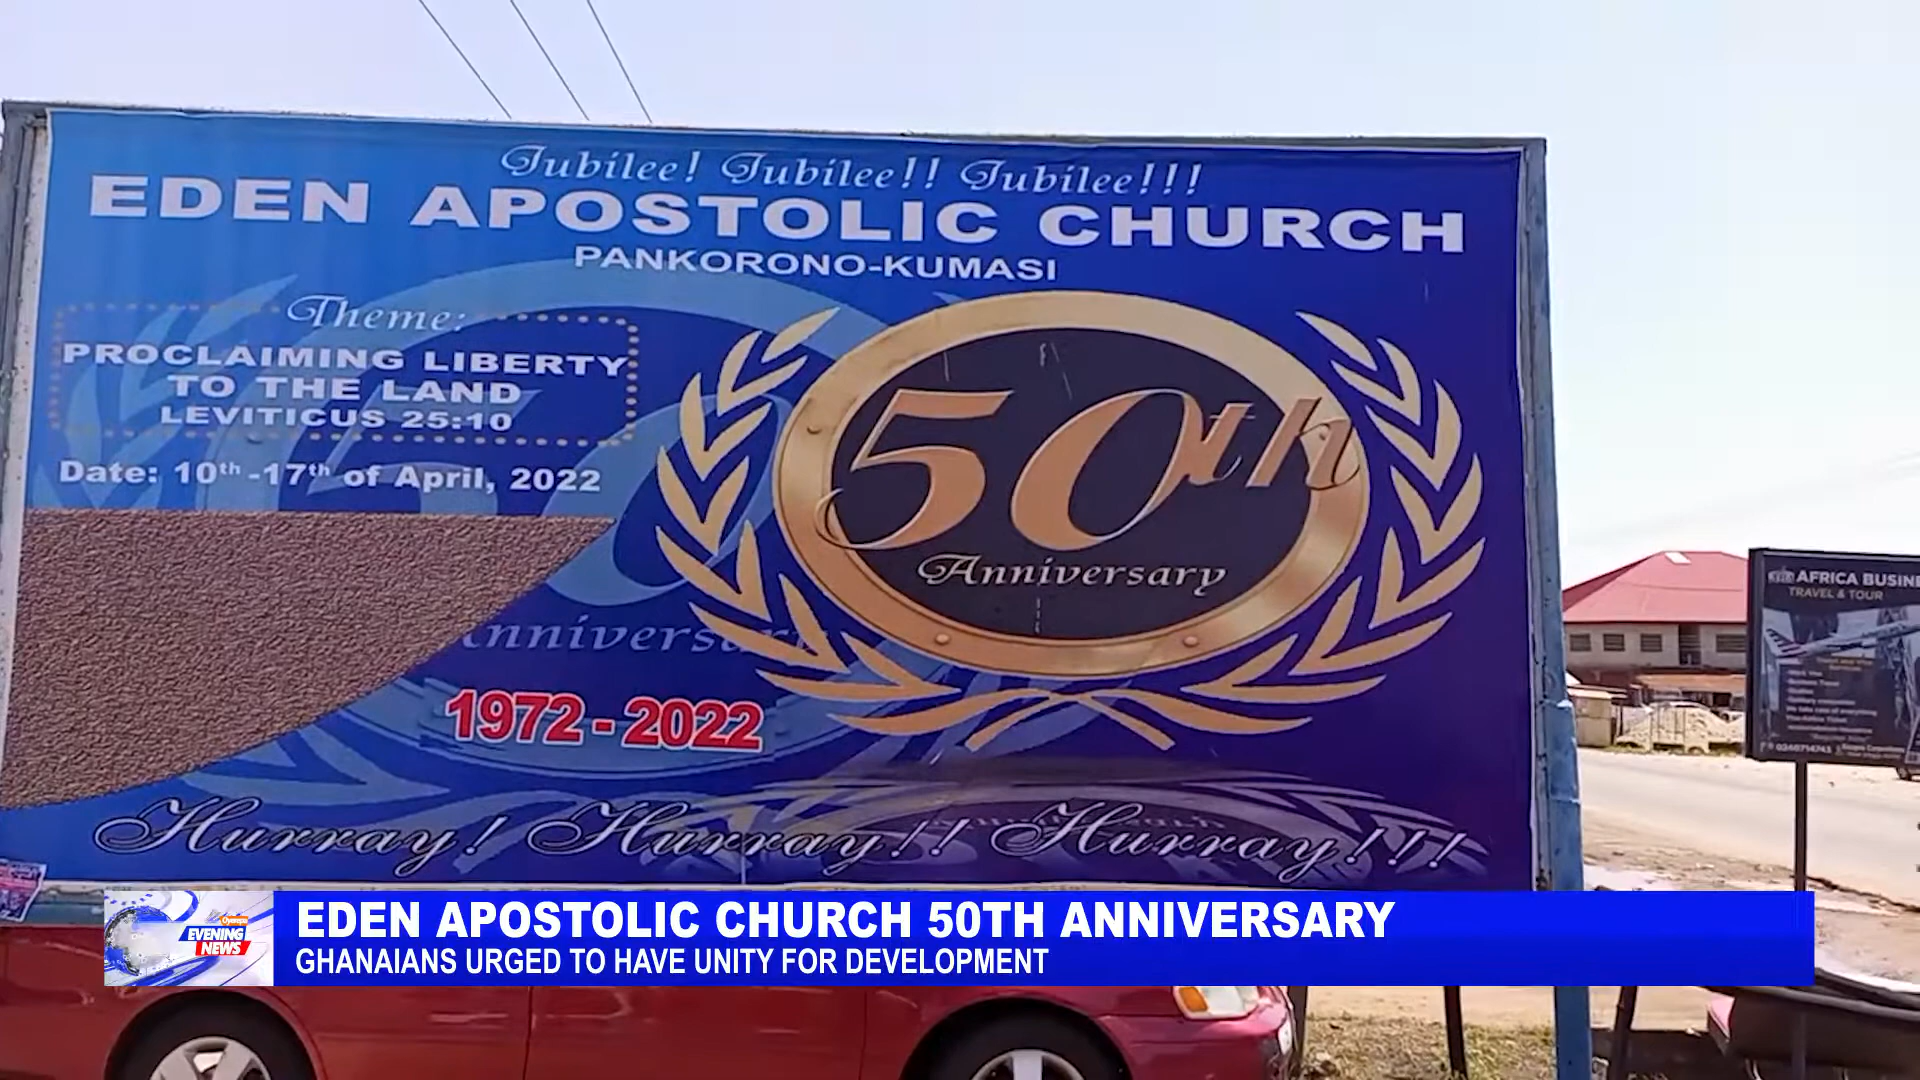 Jubilee! Jubilee!! Jubilee!!!
EDEN APOSTOLIC CHURCH
PANKORONO-KUMASI
Theme:
PROCLAIMING LIBERTY
TO THE LAND
LEVITICUS 25:10
Date: 10th -17th of April, 2022
50th
Anniversary
1972 - 2022
Hurray! Hurray!! Hurray!!!
AFRICA BUSINE
TRAVEL & TOUR
Oyerepa
EVENING
NEWS
EDEN APOSTOLIC CHURCH 50TH ANNIVERSARY
GHANAIANS URGED TO HAVE UNITY FOR DEVELOPMENT